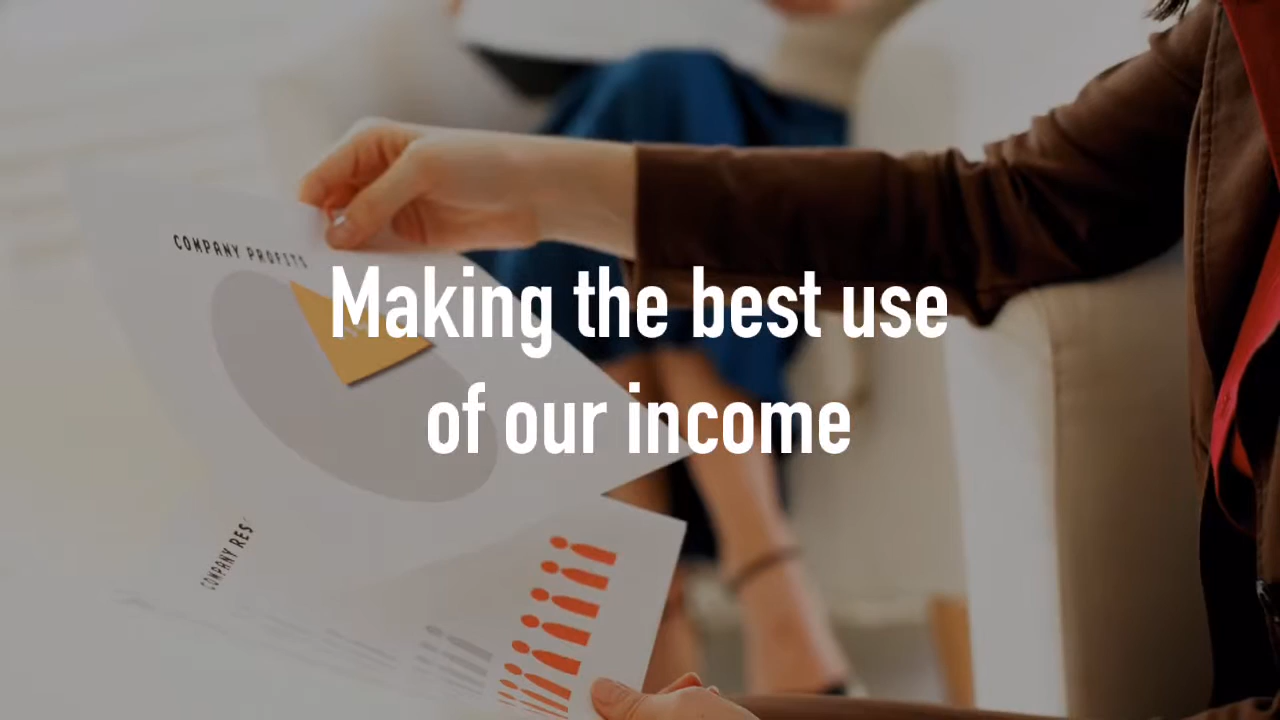 COMPANY PROFITS
Making the best use
of our income
COMPANY RES